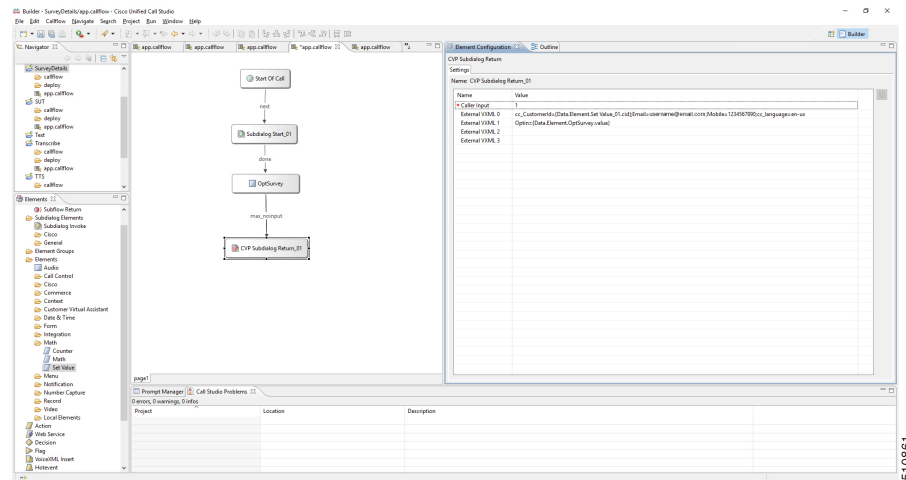 Builder - SurveyDetails/app.callflow - Cisco Unified Call Studio
File Edit Callflow Navigate Search Project Run Window Help
Builder
Navigator
SurveyDetails
callflow
deploy
app.callflow
SUT
callflow
deploy
app.callflow
Test
Transcribe
callflow
deploy
app.callflow
TTS
callflow
Elements
Subflow Return
Subdialog Elements
Subdialog Invoke
Cisco
General
Element Groups
Elements
Audio
Call Control
Cisco
Commerce
Context
Customer Virtual Assistant
Date & Time
Form
Integration
Math
Counter
Math
Set Value
Menu
Notification
Number Capture
Record
Video
Local Elements
Action
Web Service
Decision
Flag
VoiceXML Insert
Hotevent
app.callflow
app.callflow
app.callflow
*app.callflow
app.callflow
Start Of Call
next
Subdialog Start_01
done
OptSurvey
max_noinput
CVP Subdialog Return_01
page1
Element Configuration
Outline
CVP Subdialog Return
Settings
Name: CVP Subdialog Return_01
Name Value
* Caller Input 1
External VXML 0 cc_CustomerId={Data.Element.Set Value_01.cid};Email=username@email.com;Mobile=1234567890;cc_language=en-us
External VXML 1 Optin={Data.Element.OptSurvey.value}
External VXML 2
External VXML 3
Prompt Manager
Call Studio Problems
0 errors, 0 warnings, 0 infos
Project Location Description
510861